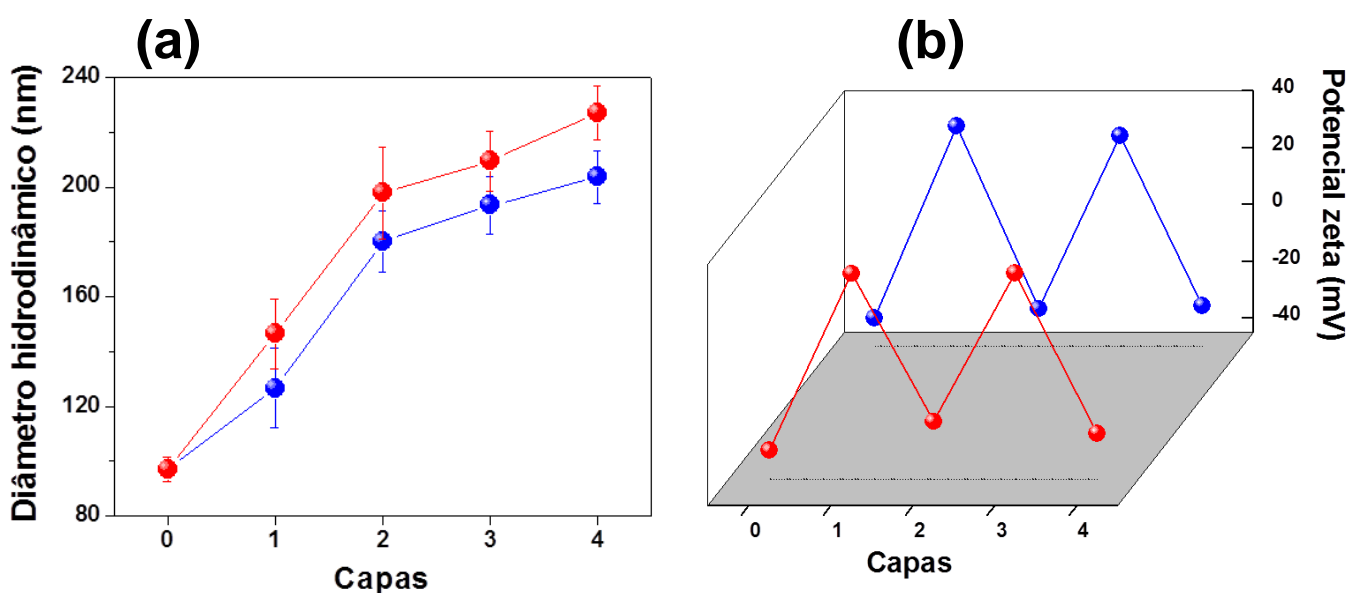 (a)
Diâmetro hidrodinâmico (nm)
240
200
160
120
80
0 1 2 3 4
Capas
(b)
40
20
0
-20
-40
Potencial zeta (mV)
0 1 2 3 4
Capas